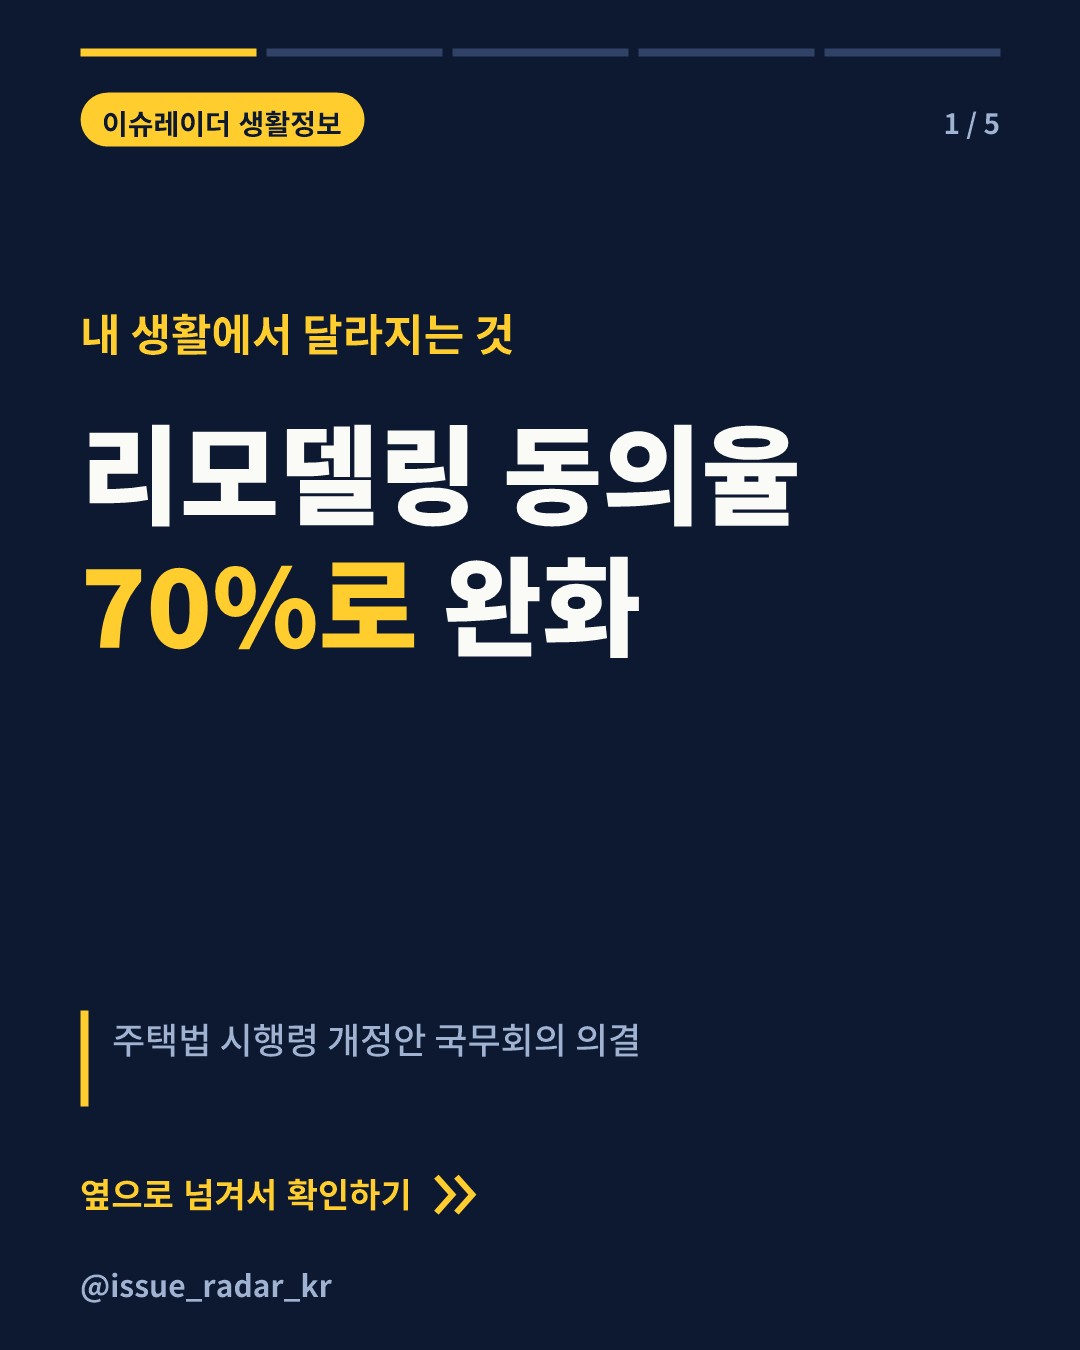 이슈레이더 생활정보
1 / 5
내 생활에서 달라지는 것
리모델링 동의율
70%로 완화
주택법 시행령 개정안 국무회의 의결
옆으로 넘겨서 확인하기
@issue_radar_kr